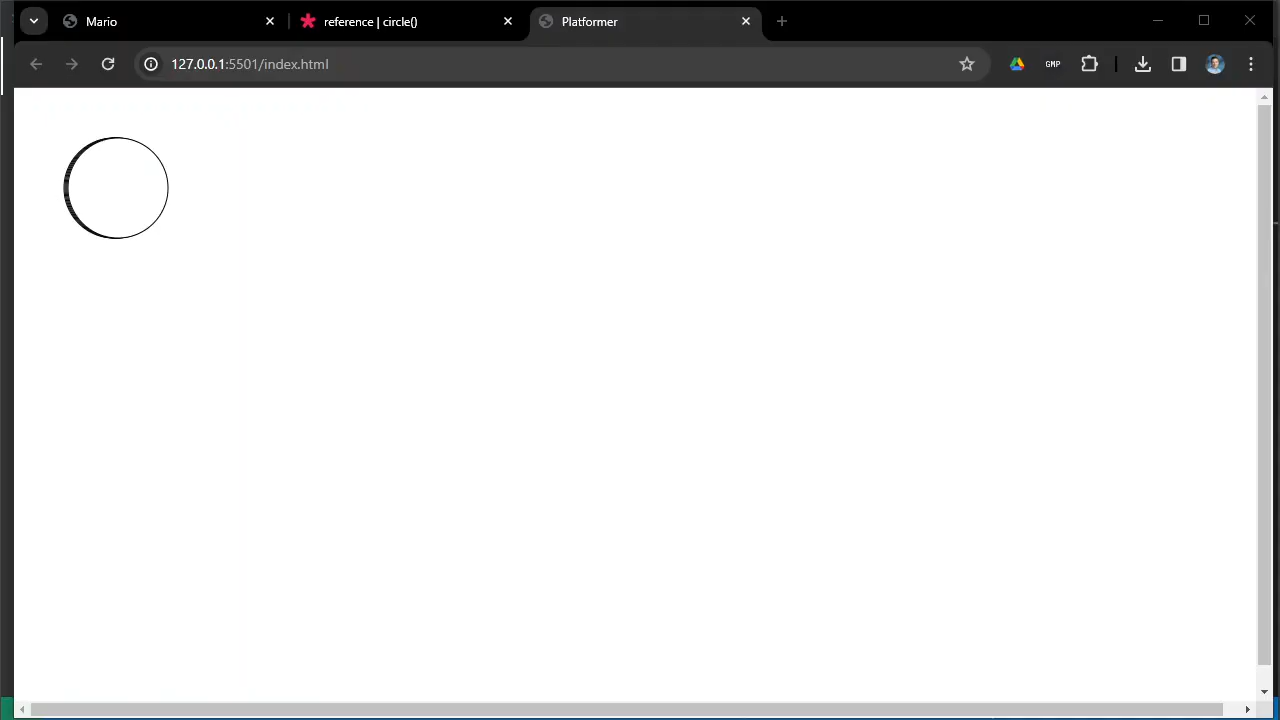 Mario
reference | circle()
Platformer
127.0.0.1:5501/index.html
GMP